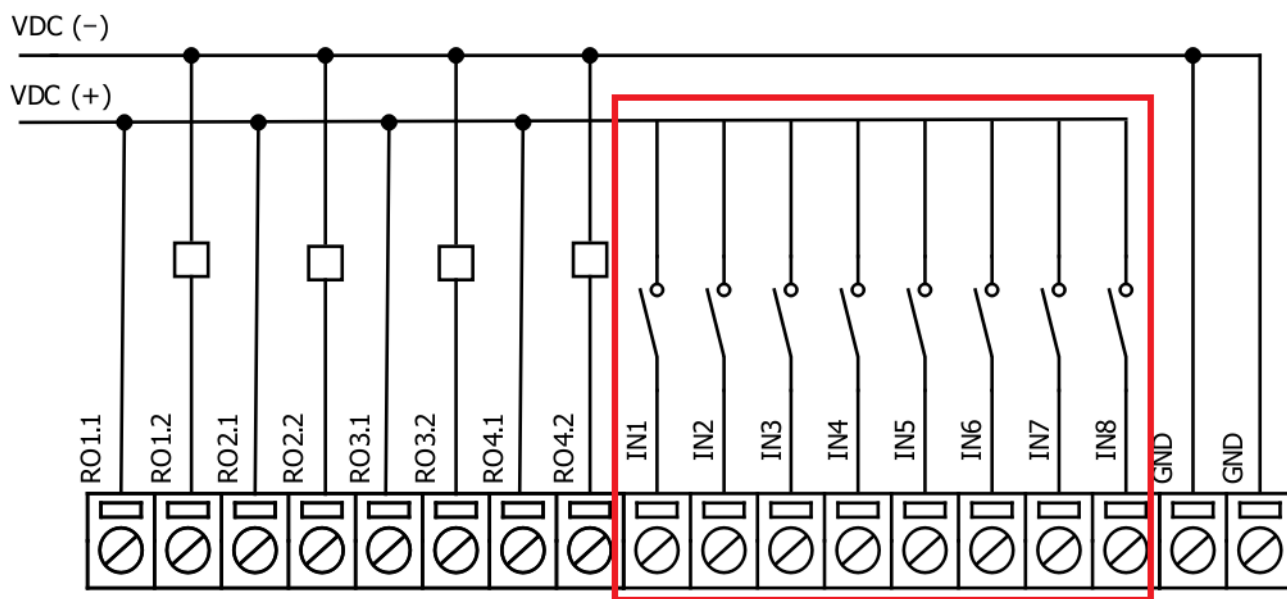 VDC (−)
VDC (+)
RO1.1
RO1.2
RO2.1
RO2.2
RO3.1
RO3.2
RO4.1
RO4.2
IN1
IN2
IN3
IN4
IN5
IN6
IN7
IN8
GND
GND